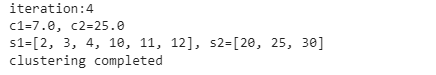 iteration:4
c1=7.0, c2=25.0
s1=[2, 3, 4, 10, 11, 12], s2=[20, 25, 30]
clustering completed